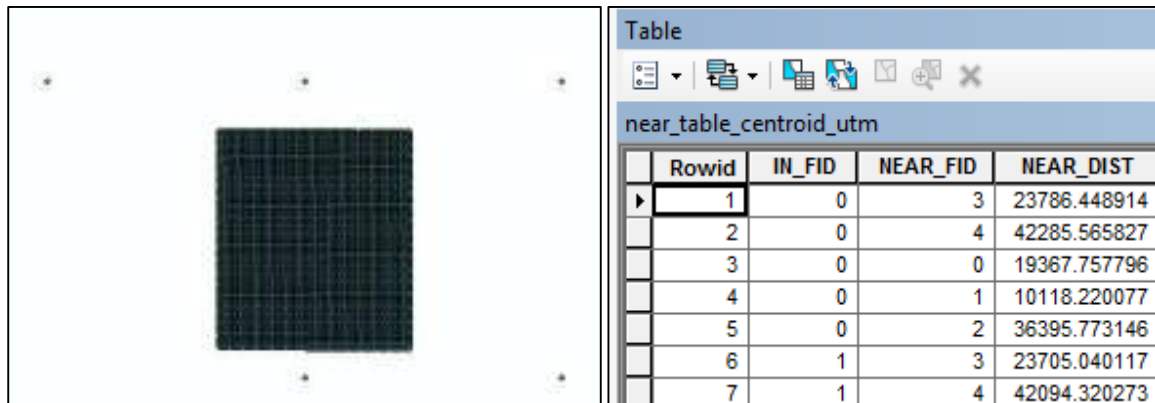 Table
near_table_centroid_utm
Rowid IN_FID NEAR_FID NEAR_DIST
1 0 3 23786.448914
2 0 4 42285.565827
3 0 0 19367.757796
4 0 1 10118.220077
5 0 2 36395.773146
6 1 3 23705.040117
7 1 4 42094.320273